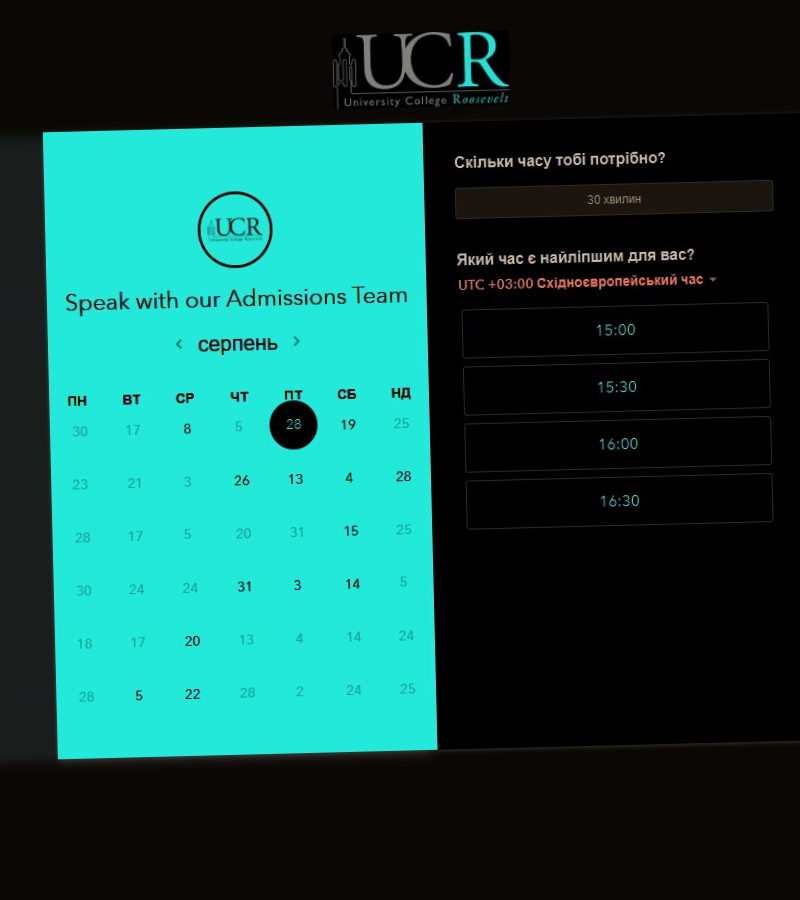 UCR
University College Roosevelt
UCR
University College Roosevelt
Speak with our Admissions Team
серпень
ПН ВТ СР ЧТ ПТ СБ НД
30 17 8 5 28 19 25
23 21 3 26 13 4 28
28 17 5 20 31 15 25
30 24 24 31 3 14 5
18 17 20 13 4 14 24
28 5 22 28 2 24 25
Скільки часу тобі потрібно?
30 хвилин
Який час є найліпшим для вас?
UTC +03:00 Східноєвропейський час
15:00
15:30
16:00
16:30